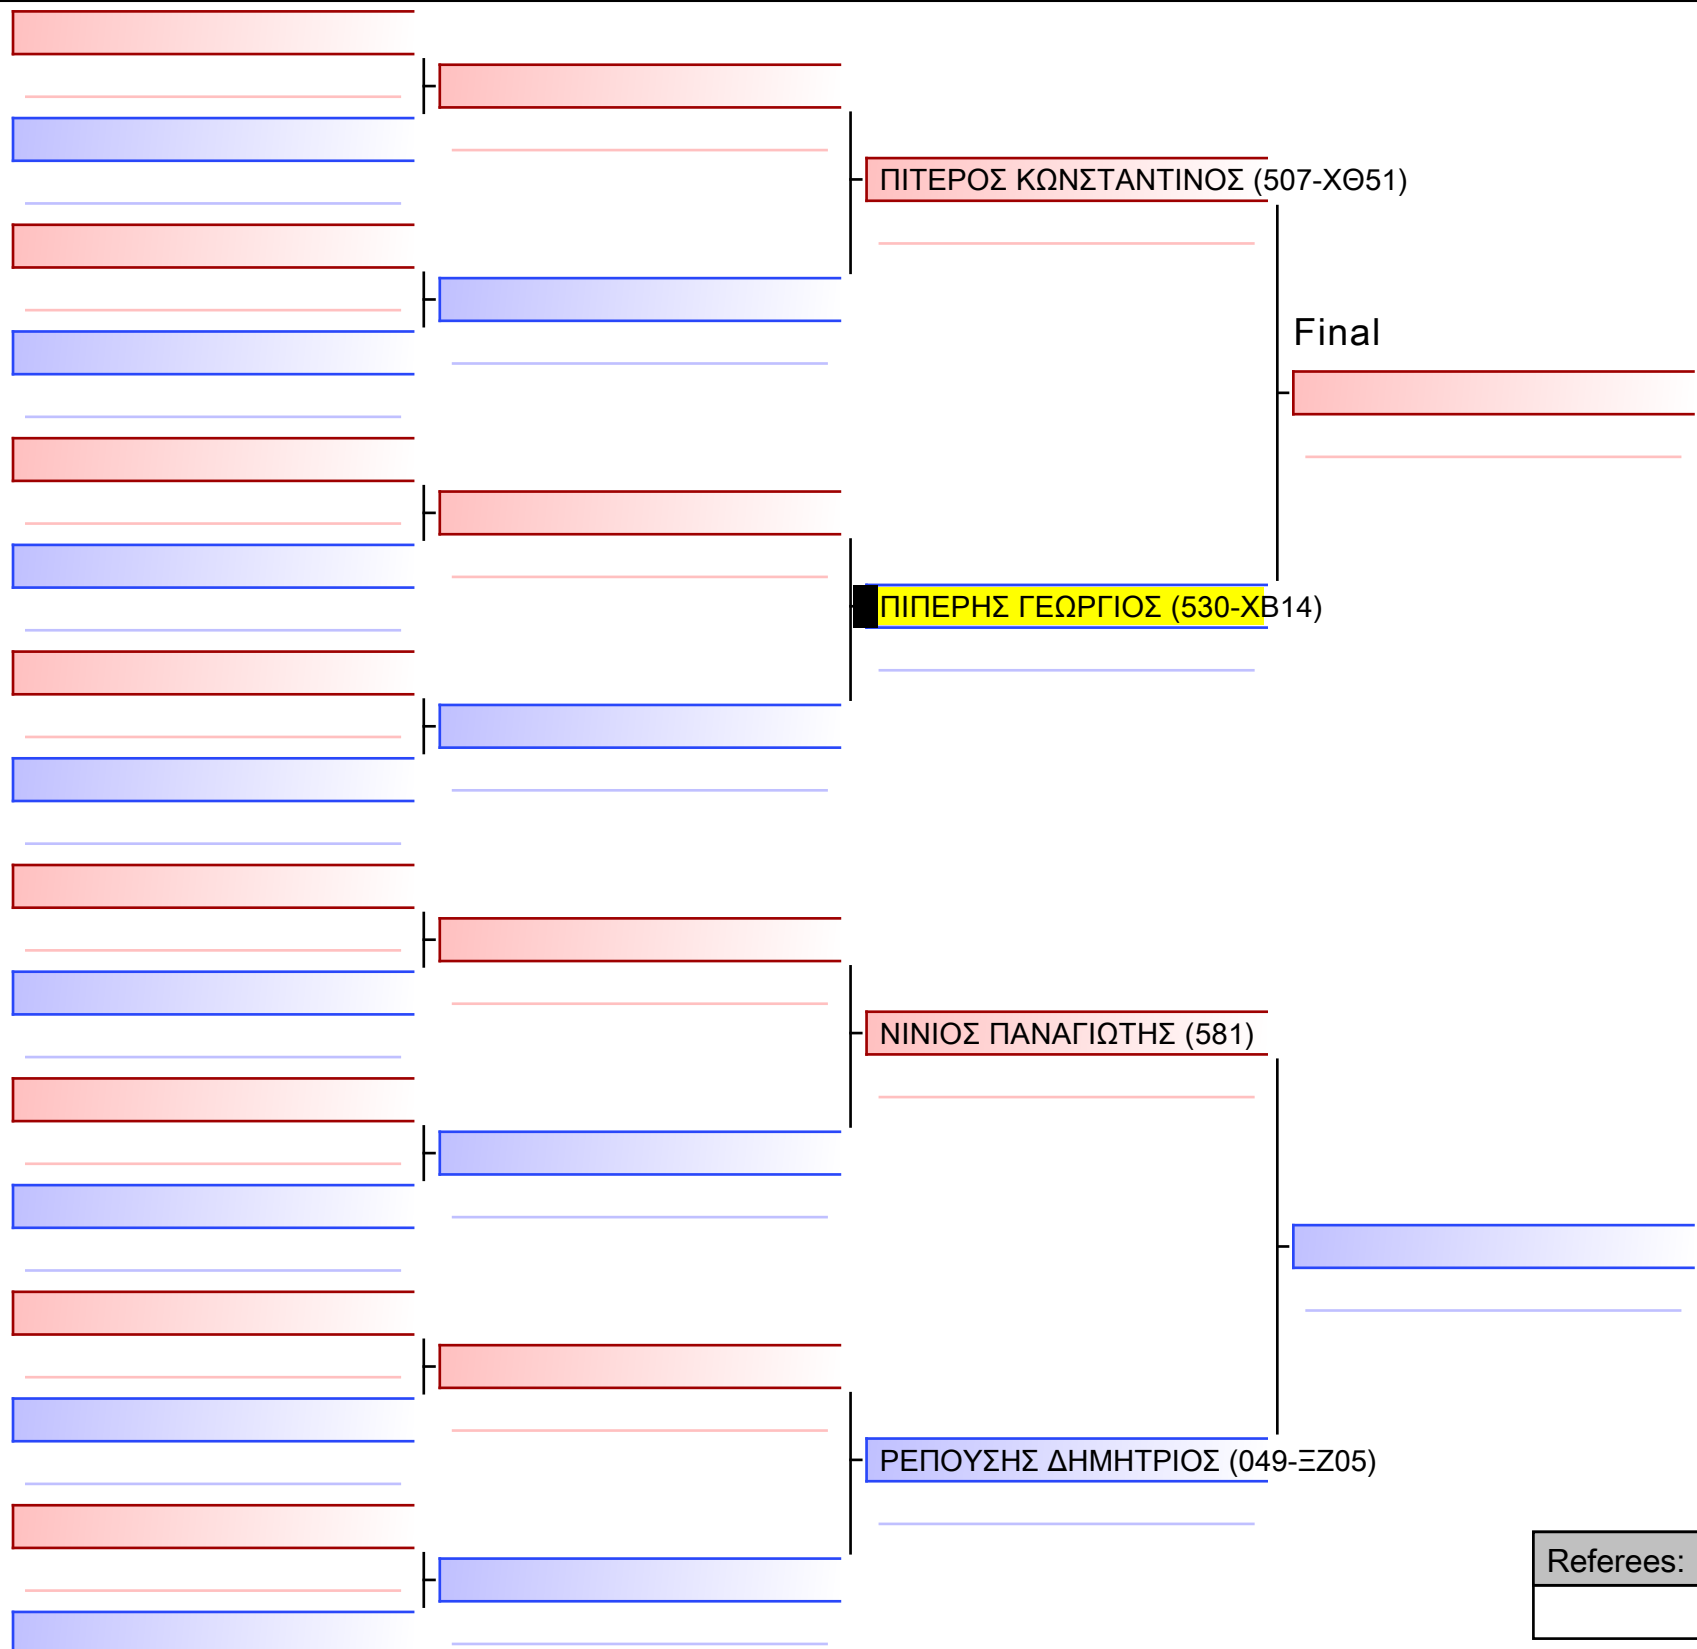 ΠΙΤΕΡΟΣ ΚΩΝΣΤΑΝΤΙΝΟΣ (507-ΧΘ51)
Final
ΠΙΠΕΡΗΣ ΓΕΩΡΓΙΟΣ (530-ΧΒ14)
ΝΙΝΙΟΣ ΠΑΝΑΓΙΩΤΗΣ (581)
ΡΕΠΟΥΣΗΣ ΔΗΜΗΤΡΙΟΣ (049-ΞΖ05)
Referees: